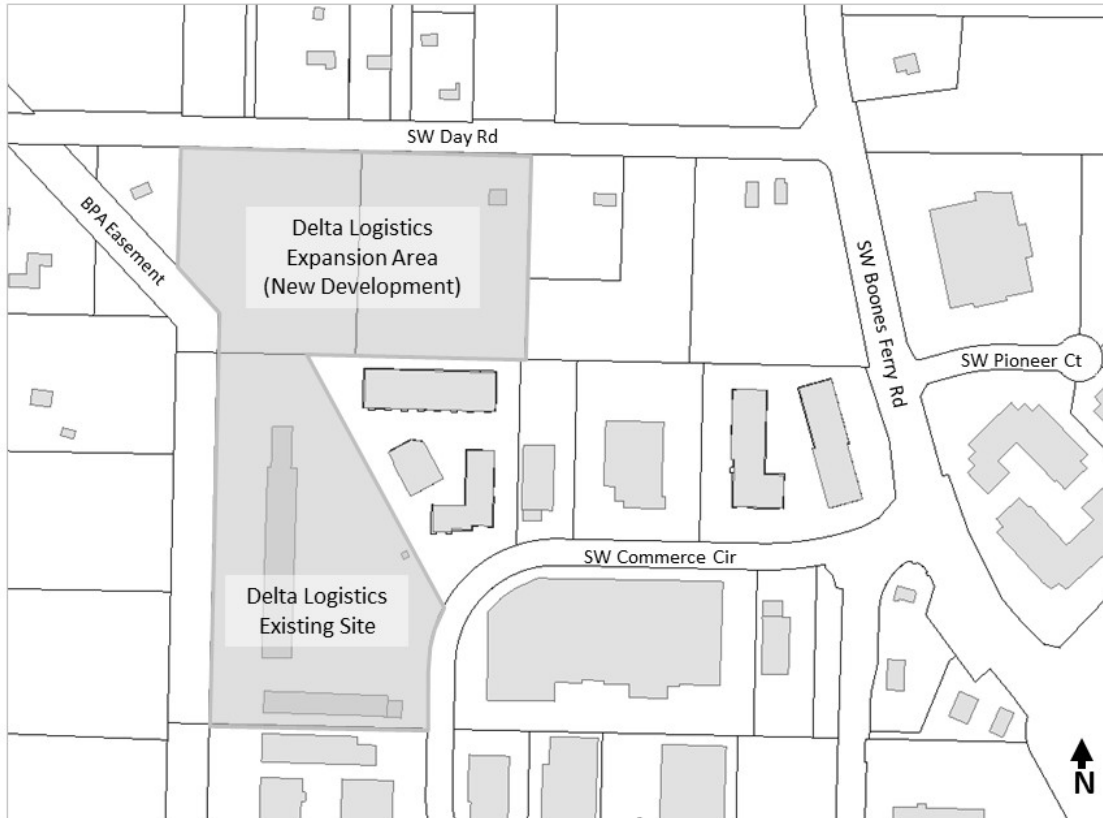 SW Day Rd
BPA Easement
Delta Logistics
Expansion Area
(New Development)
SW Boones Ferry Rd
SW Pioneer Ct
SW Commerce Cir
Delta Logistics
Existing Site
N